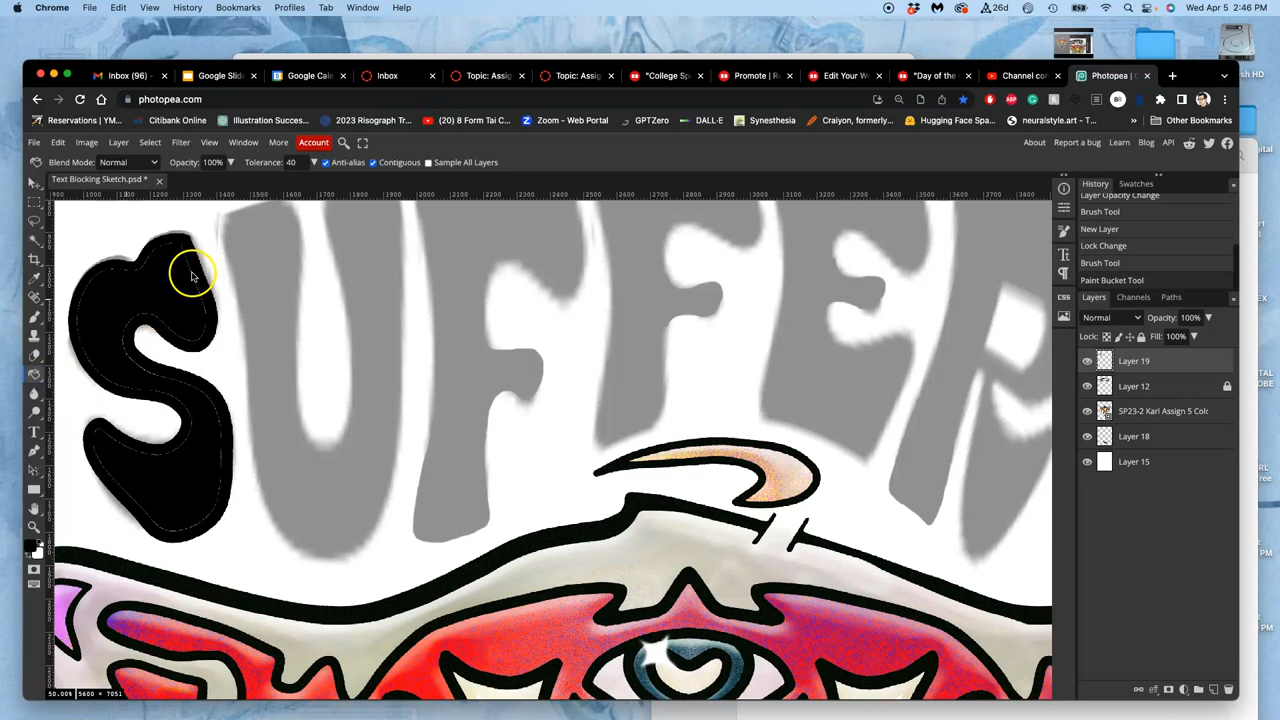 Chrome File Edit View History Bookmarks Profiles Tab Window Help 26d Wed Apr 5 2:46 PM
Inbox (96) Google Slide Google Cale Inbox Topic: Assig Topic: Assig "College Sp Promote | R Edit Your W "Day of the Channel con Photopea | O
photopea.com
Reservations | YM... Citibank Online Illustration Succes... 2023 Risograph Tr... (20) 8 Form Tai C... Zoom - Web Portal GPTZero DALL-E Synesthesia Craiyon, formerly... Hugging Face Spa... neuralstyle.art - T... Other Bookmarks
File Edit Image Layer Select Filter View Window More Account About Report a bug Learn Blog API
Blend Mode: Normal Opacity: 100% Tolerance: 40 Anti-alias Contiguous Sample All Layers
Text Blocking Sketch.psd *
History Swatches
Layer Opacity Change
Brush Tool
New Layer
Lock Change
Brush Tool
Paint Bucket Tool
Layers Channels Paths
Normal Opacity: 100%
Lock: Fill: 100%
Layer 19
Layer 12
SP23-2 Karl Assign 5 Colo
Layer 18
Layer 15
SUFFER
50.00% 5600 × 7051